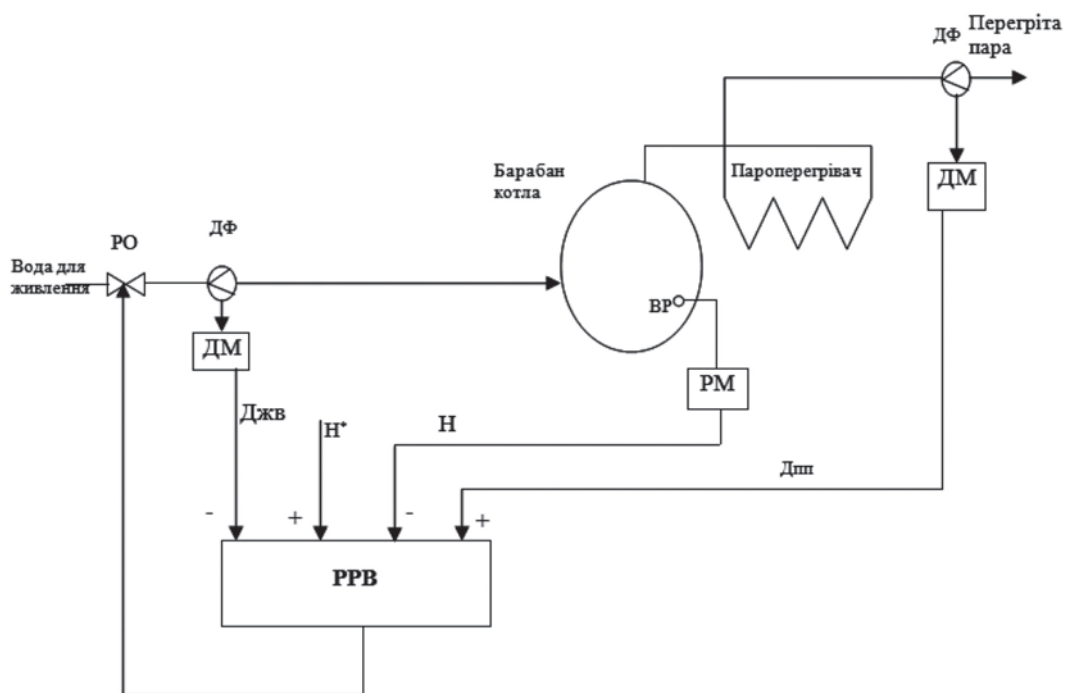 ДФ
Перегріта
пара
Барабан
котла
Пароперегрівач
ДМ
РО
ДФ
Вода для
живлення
ВР
ДМ
РМ
Джв
Н*
Н
Дпп
-
+
-
+
РРВ